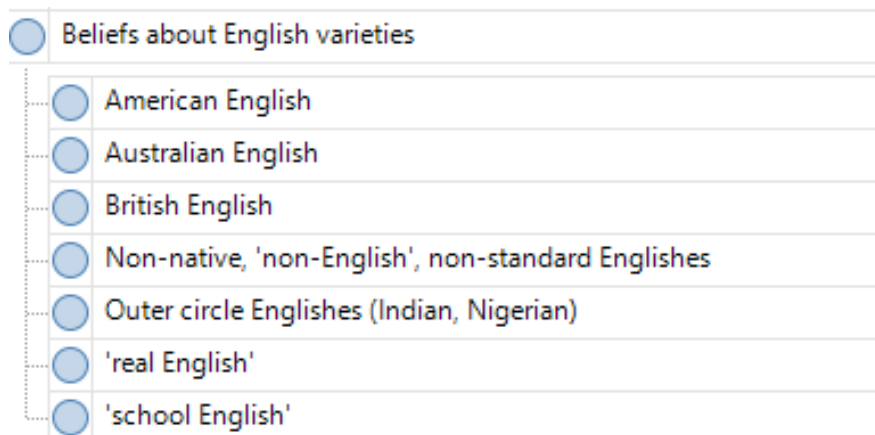 Beliefs about English varieties
American English
Australian English
British English
Non-native, 'non-English', non-standard Englishes
Outer circle Englishes (Indian, Nigerian)
'real English'
'school English'